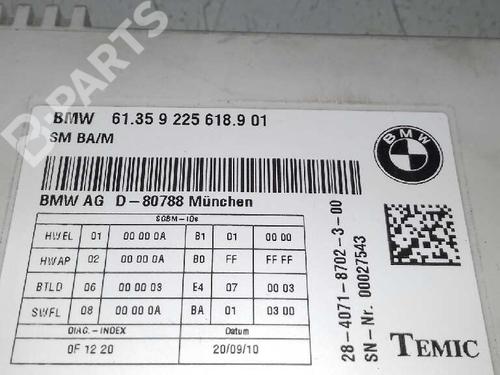 B-PARTS
BMW 61.35 9 225 618.9 01
SM BA/M
BMW
BMW AG D-80788 München
SGBM-IDs
HWEL 01 00 00 0A B1 01 00 00
HWAP 02 00 00 0A B0 FF FF FF
BTLD 06 00 00 03 E4 07 00 03
SWFL 08 00 00 0A BA 01 03 00
DIAG.-INDEX Datum
0F 12 20 20/09/10
28-4071-8702-3-00
SN-Nr. 00027543
TEMIC